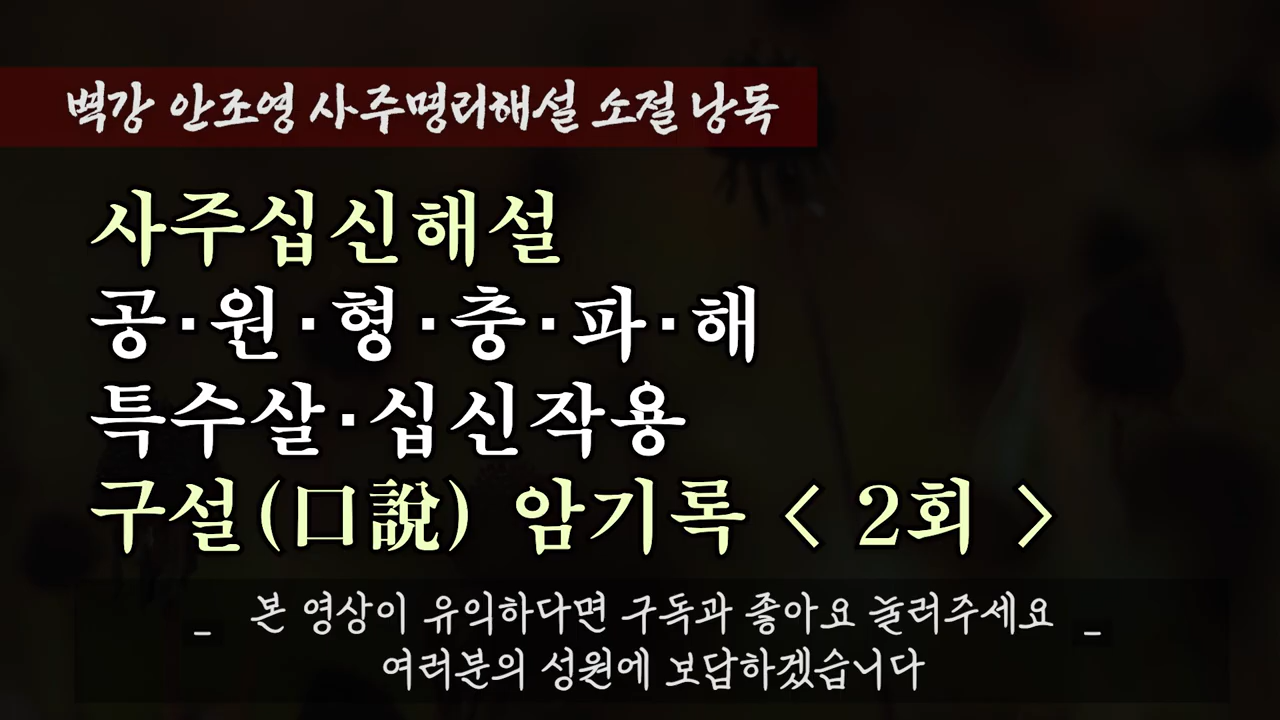 벽강 안조영 사주명리해설 소절 낭독
사주십신해설
공·원·형·충·파·해
특수살·십신작용
구설(口說) 암기록 < 2회 >
_ 본 영상이 유의하다면 구독과 좋아요 눌러주세요 _
여러분의 성원에 보답하겠습니다